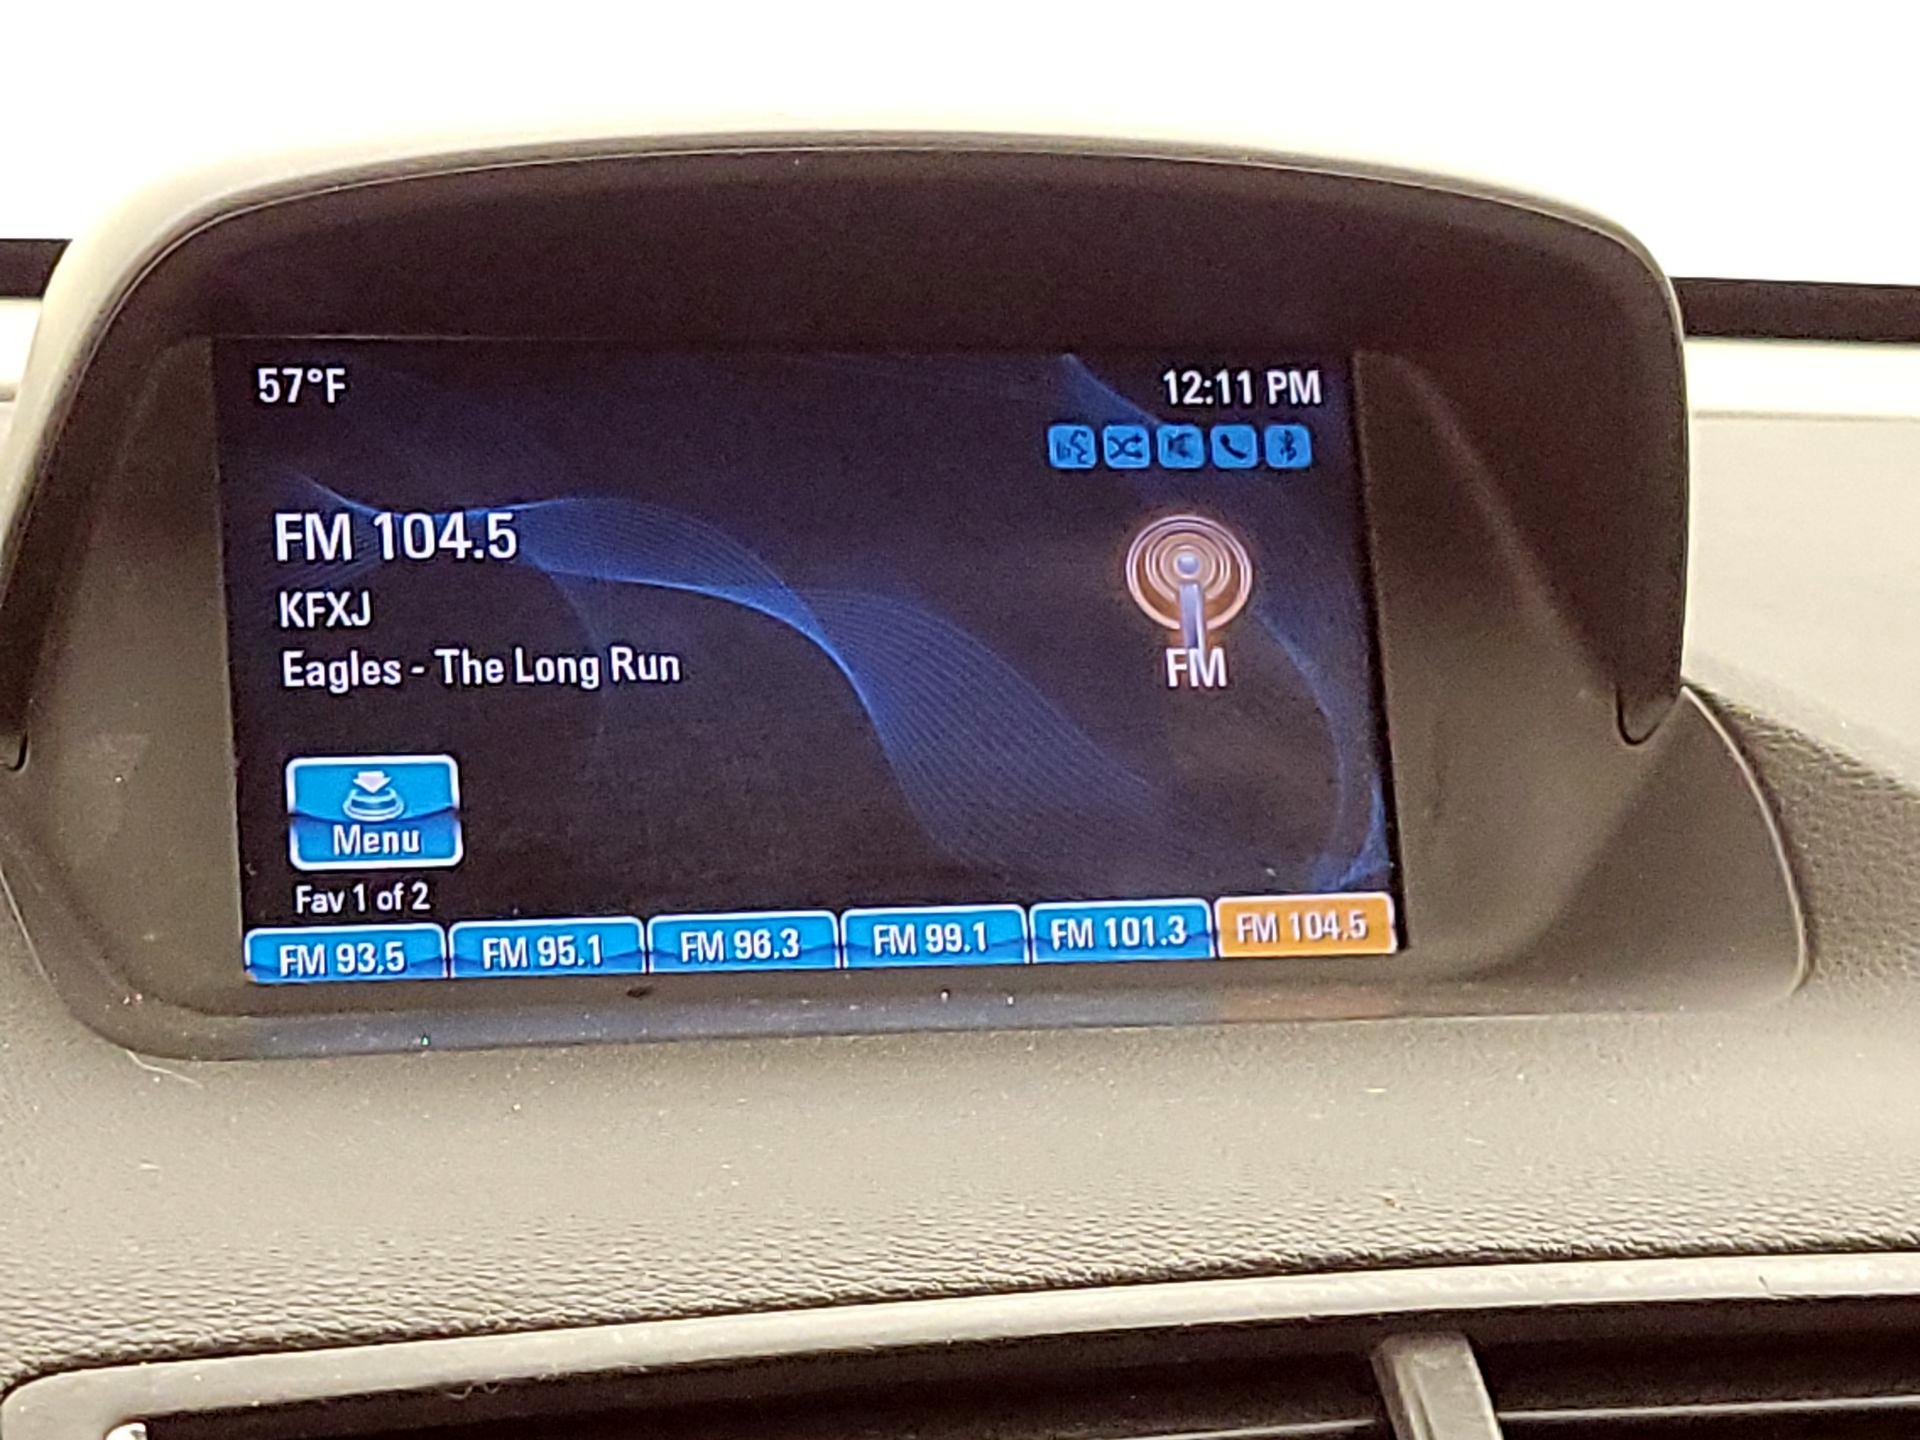 57°F
12:11 PM
FM 104.5
KFXJ
Eagles - The Long Run
FM
Menu
Fav 1 of 2
FM 93.5 FM 95.1 FM 96.3 FM 99.1 FM 101.3 FM 104.5